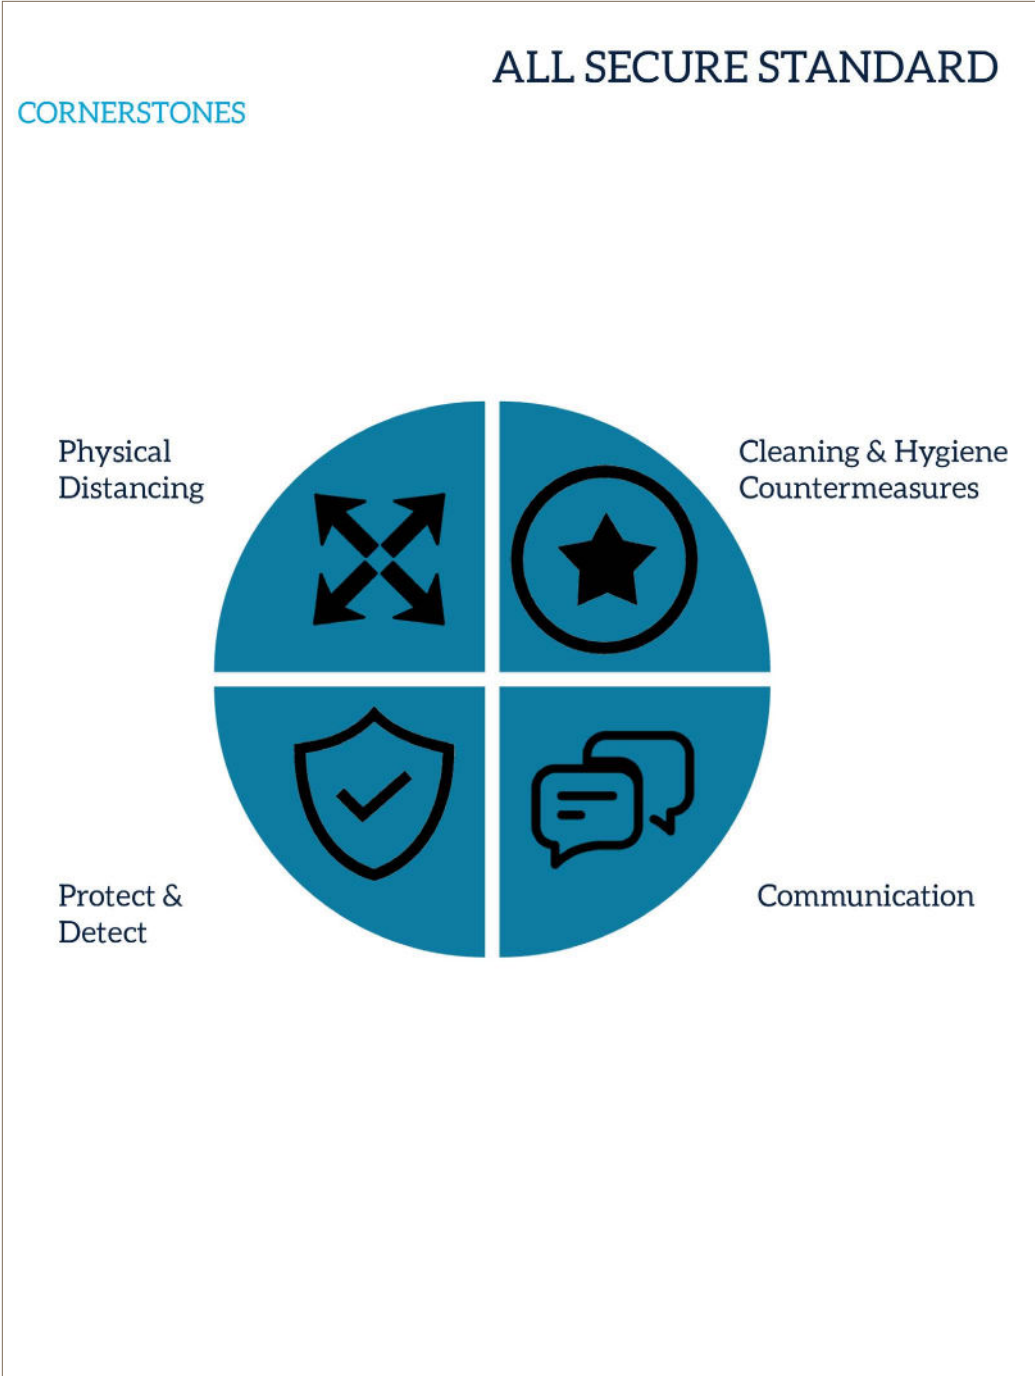 ALL SECURE STANDARD
CORNERSTONES
Physical
Distancing
Cleaning & Hygiene
Countermeasures
Protect &
Detect
Communication